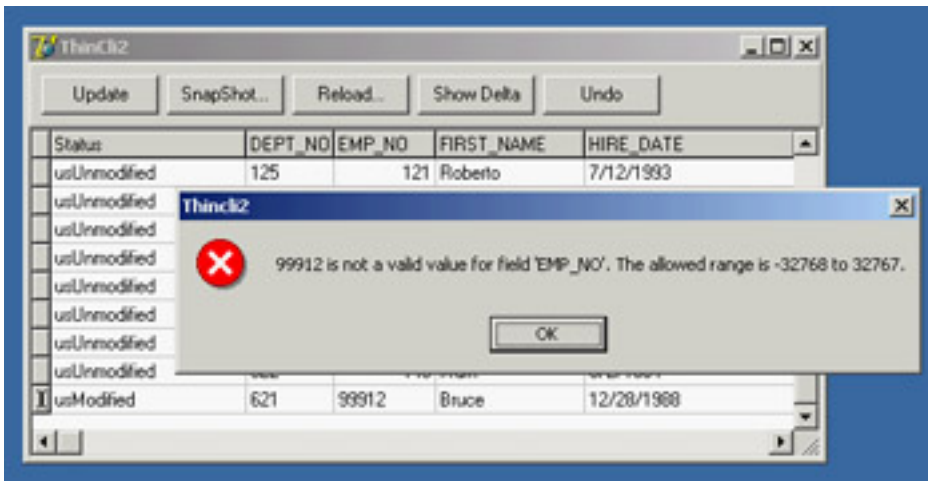 ThinCli2
Update SnapShot... Reload... Show Delta Undo
Status DEPT_NO EMP_NO FIRST_NAME HIRE_DATE
usUnmodified 125 121 Roberto 7/12/1993
usUnmodified
Thincli2
usUnmodified
usUnmodified
99912 is not a valid value for field 'EMP_NO'. The allowed range is -32768 to 32767.
usUnmodified
usUnmodified
OK
usUnmodified
usUnmodified
usModified 621 99912 Bruce 12/28/1988